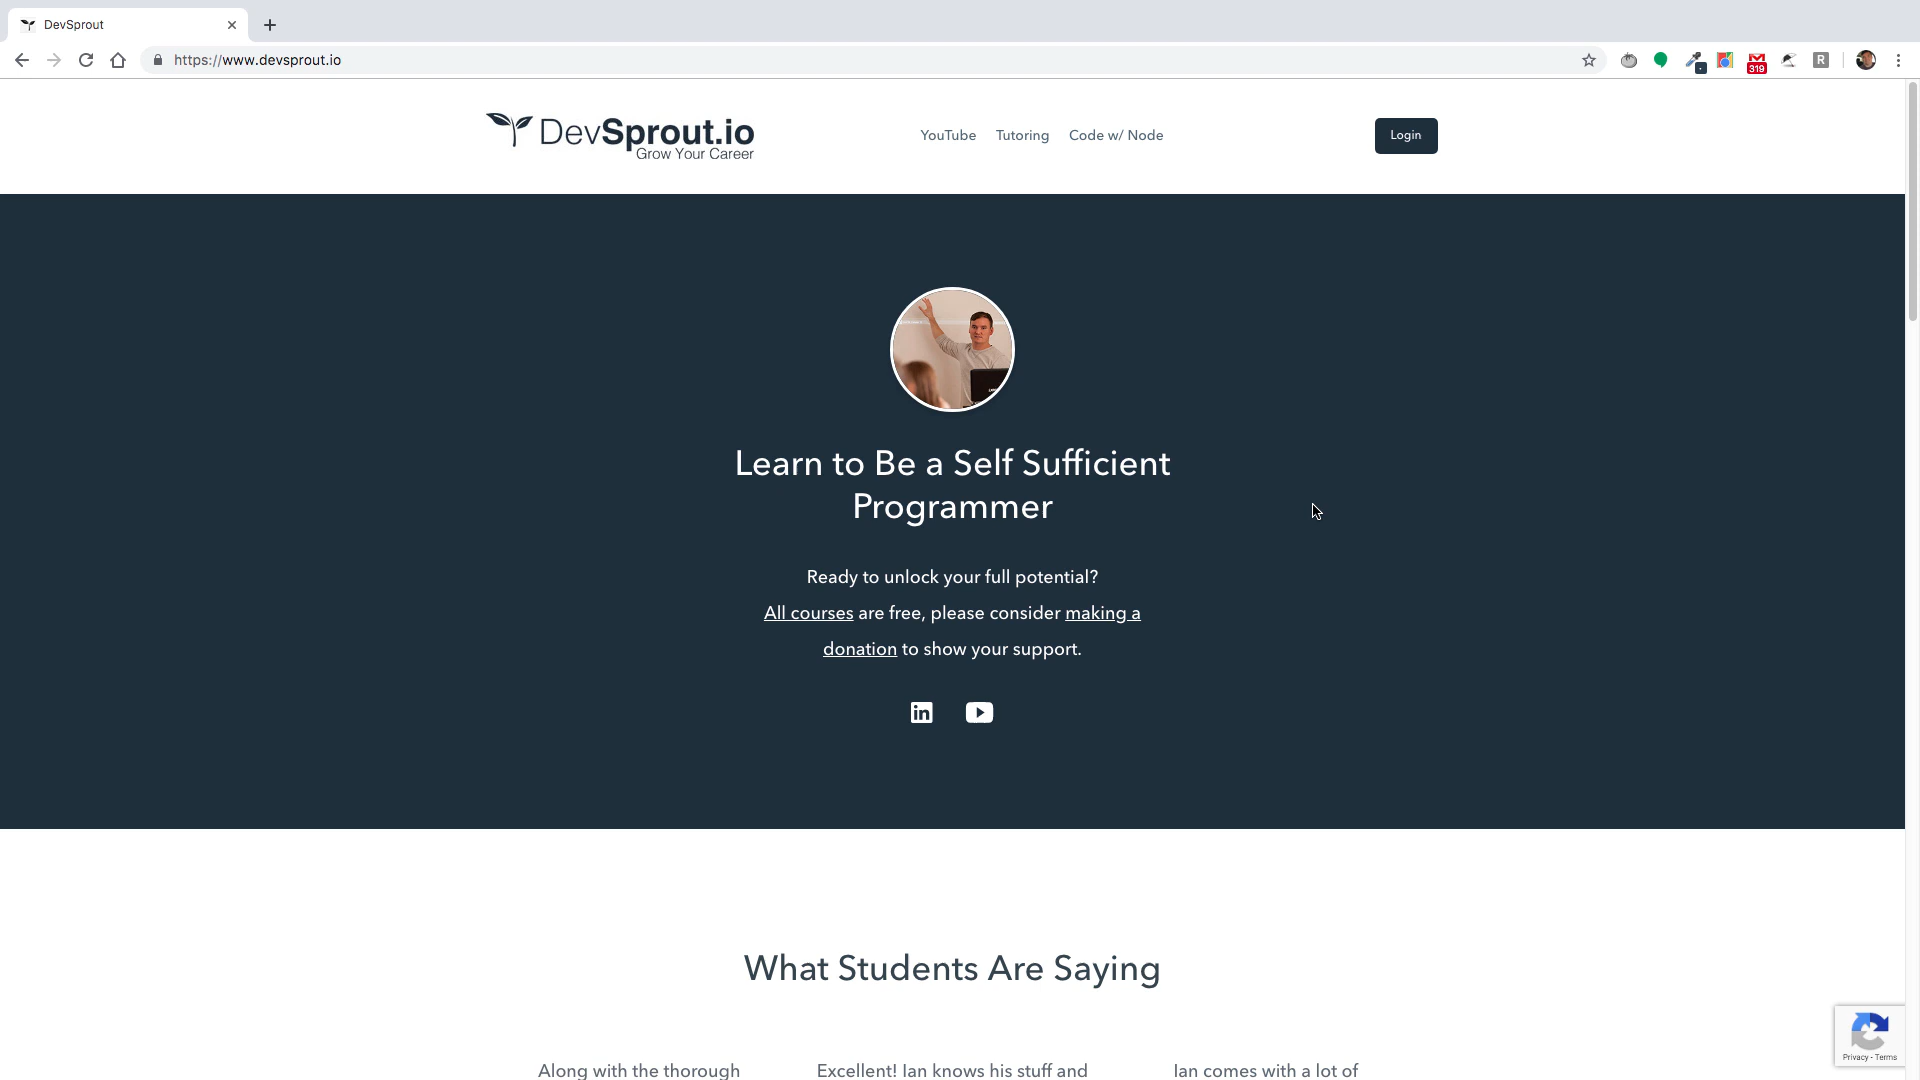 DevSprout
https://www.devsprout.io
319
R
DevSprout.io
Grow Your Career
YouTube
Tutoring
Code w/ Node
Login
Learn to Be a Self Sufficient
Programmer
Ready to unlock your full potential?
All courses are free, please consider making a
donation to show your support.
in
What Students Are Saying
Along with the thorough
Excellent! Ian knows his stuff and
Ian comes with a lot of
Privacy - Terms